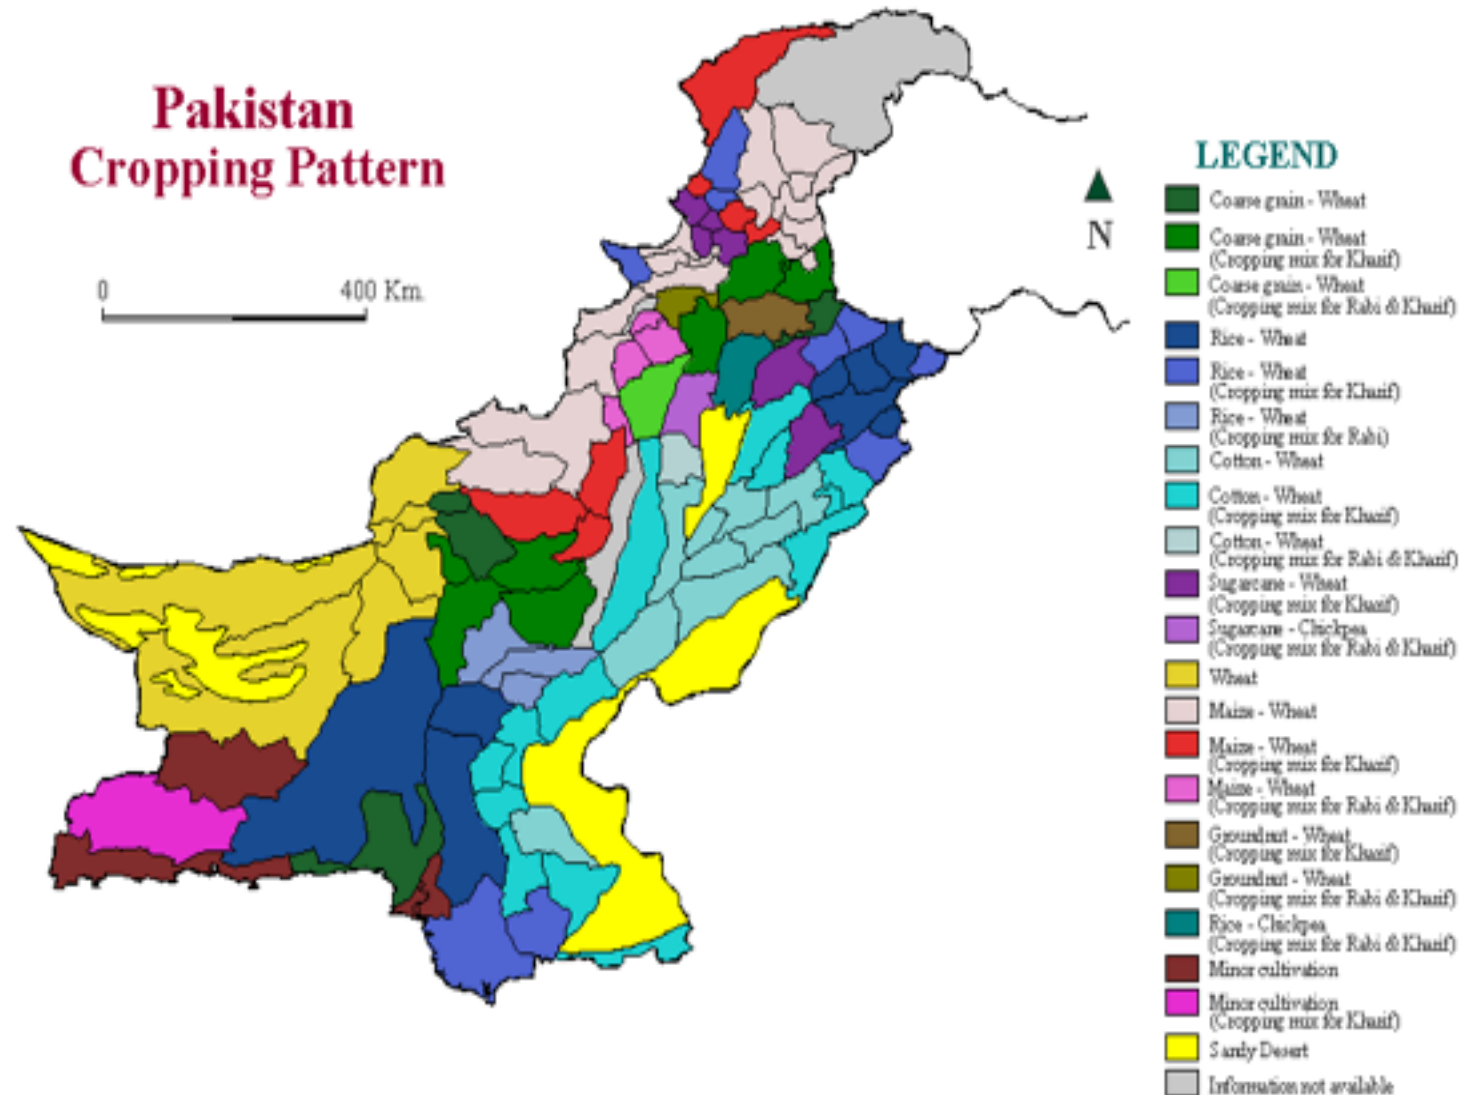 Pakistan
Cropping Pattern
0 400 Km.
N
LEGEND
Coarse grain - Wheat
Coarse grain - Wheat
(Cropping mix for Kharif)
Coarse grain - Wheat
(Cropping mix for Rabi & Kharif)
Rice - Wheat
Rice - Wheat
(Cropping mix for Kharif)
Rice - Wheat
(Cropping mix for Rabi)
Cotton - Wheat
Cotton - Wheat
(Cropping mix for Kharif)
Cotton - Wheat
(Cropping mix for Rabi & Kharif)
Sugarcane - Wheat
(Cropping mix for Kharif)
Sugarcane - Chickpea
(Cropping mix for Rabi & Kharif)
Wheat
Maize - Wheat
Maize - Wheat
(Cropping mix for Kharif)
Maize - Wheat
(Cropping mix for Rabi & Kharif)
Groundnut - Wheat
(Cropping mix for Kharif)
Groundnut - Wheat
(Cropping mix for Rabi & Kharif)
Rice - Chickpea
(Cropping mix for Rabi & Kharif)
Minor cultivation
Minor cultivation
(Cropping mix for Kharif)
Sandy Desert
Information not available